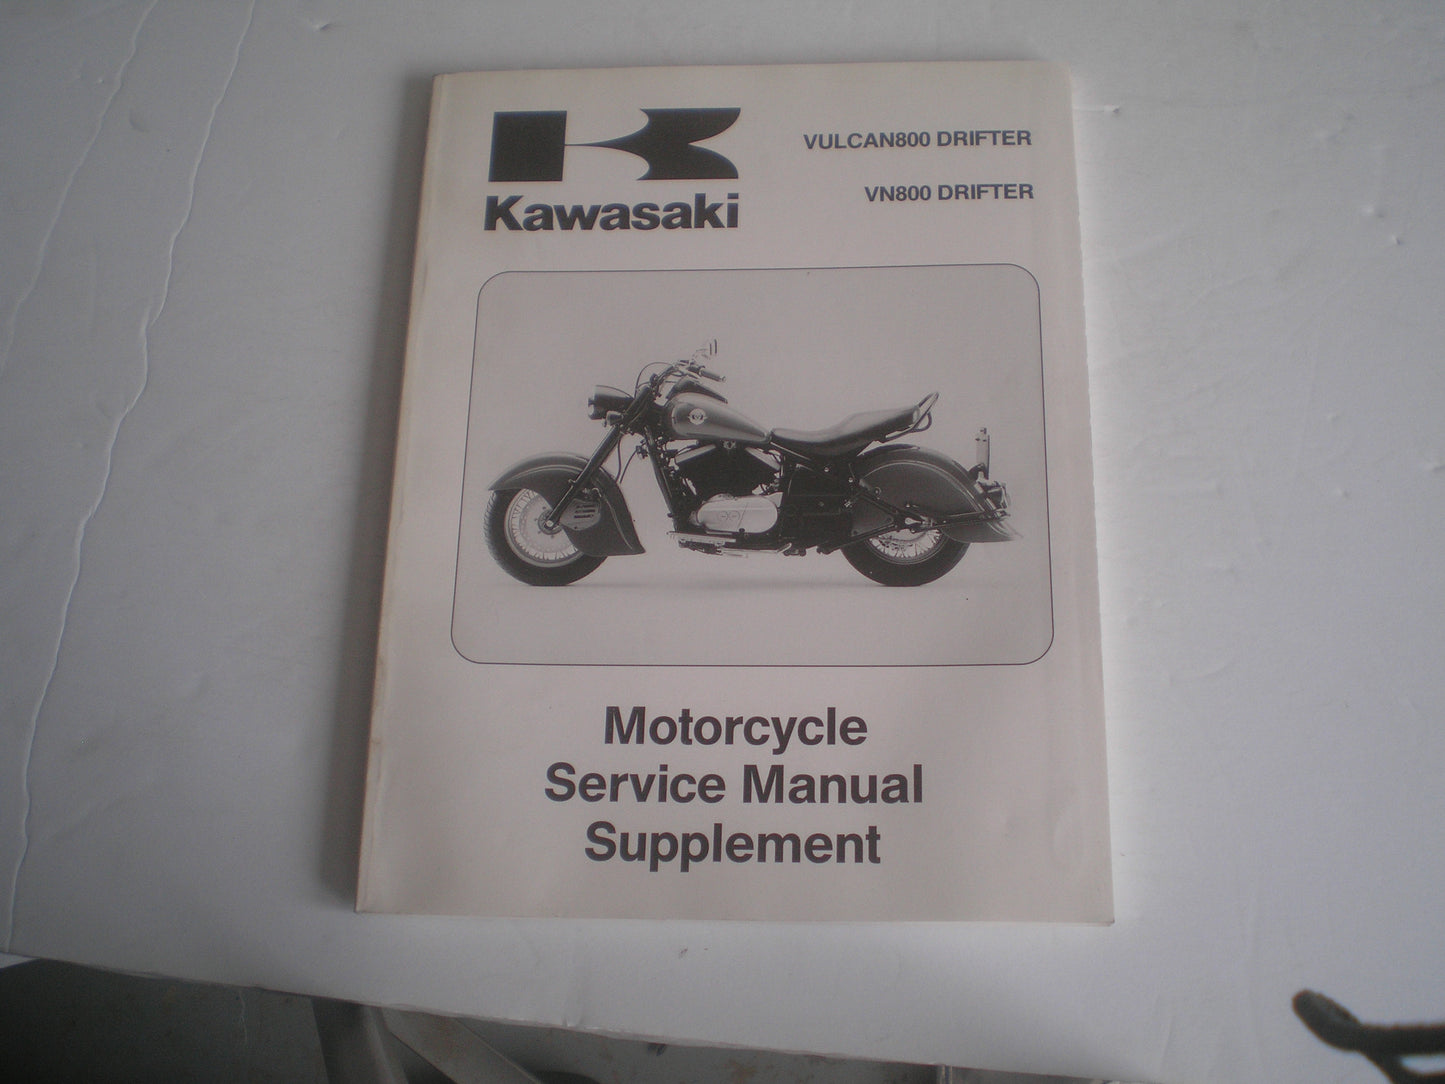 Kawasaki
VULCAN800 DRIFTER
VN800 DRIFTER
Motorcycle
Service Manual
Supplement